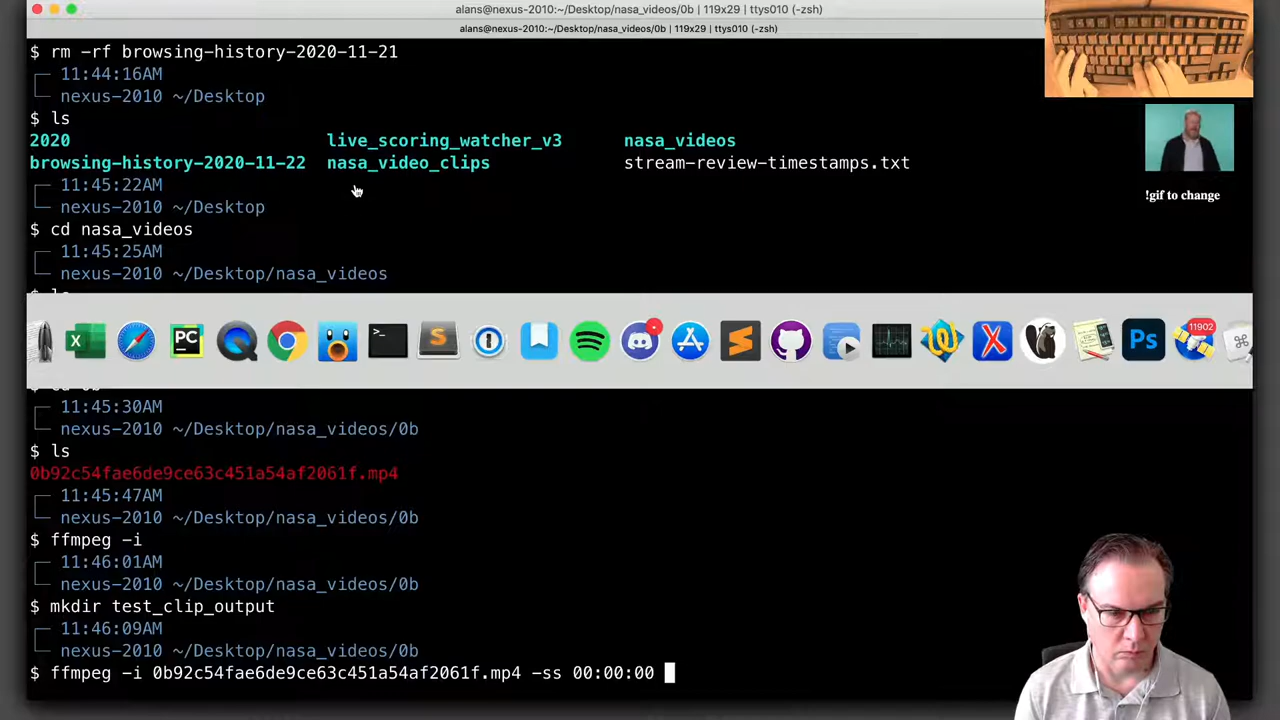 alans@nexus-2010:~/Desktop/nasa_videos/0b | 119x29 | ttys010 (-zsh)
alans@nexus-2010:~/Desktop/nasa_videos/0b | 119x29 | ttys010 (-zsh)
$ rm -rf browsing-history-2020-11-21
11:44:16AM
nexus-2010 ~/Desktop
$ ls
2020 live_scoring_watcher_v3 nasa_videos
browsing-history-2020-11-22 nasa_video_clips stream-review-timestamps.txt
11:45:22AM
nexus-2010 ~/Desktop
!gif to change
$ cd nasa_videos
11:45:25AM
nexus-2010 ~/Desktop/nasa_videos
PC
>_
11902
Ps
11:45:30AM
nexus-2010 ~/Desktop/nasa_videos/0b
$ ls
0b92c54fae6de9ce63c451a54af2061f.mp4
11:45:47AM
nexus-2010 ~/Desktop/nasa_videos/0b
$ ffmpeg -i
11:46:01AM
nexus-2010 ~/Desktop/nasa_videos/0b
$ mkdir test_clip_output
11:46:09AM
nexus-2010 ~/Desktop/nasa_videos/0b
$ ffmpeg -i 0b92c54fae6de9ce63c451a54af2061f.mp4 -ss 00:00:00